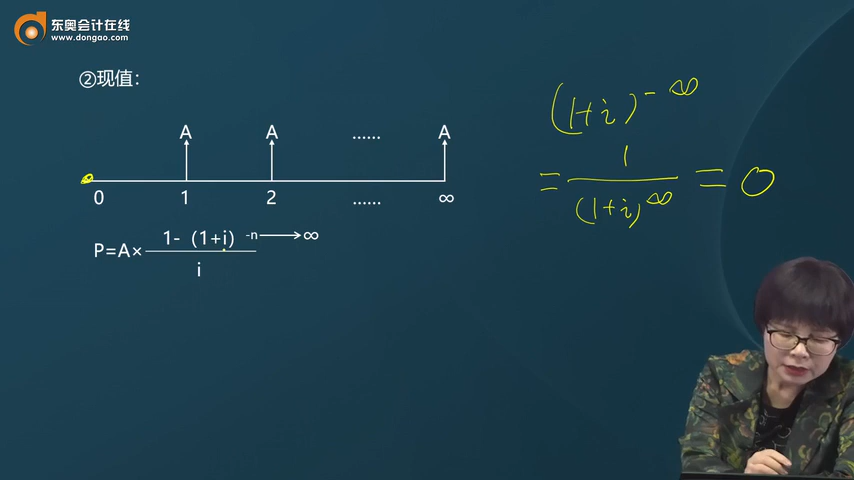 东奥会计在线
www.dongao.com
②现值：
A A ...... A
0 1 2 ...... ∞
P=A× 1-（1+i）-n → ∞
i
(1+i)^-∞
= 1
(1+i)^∞ = 0